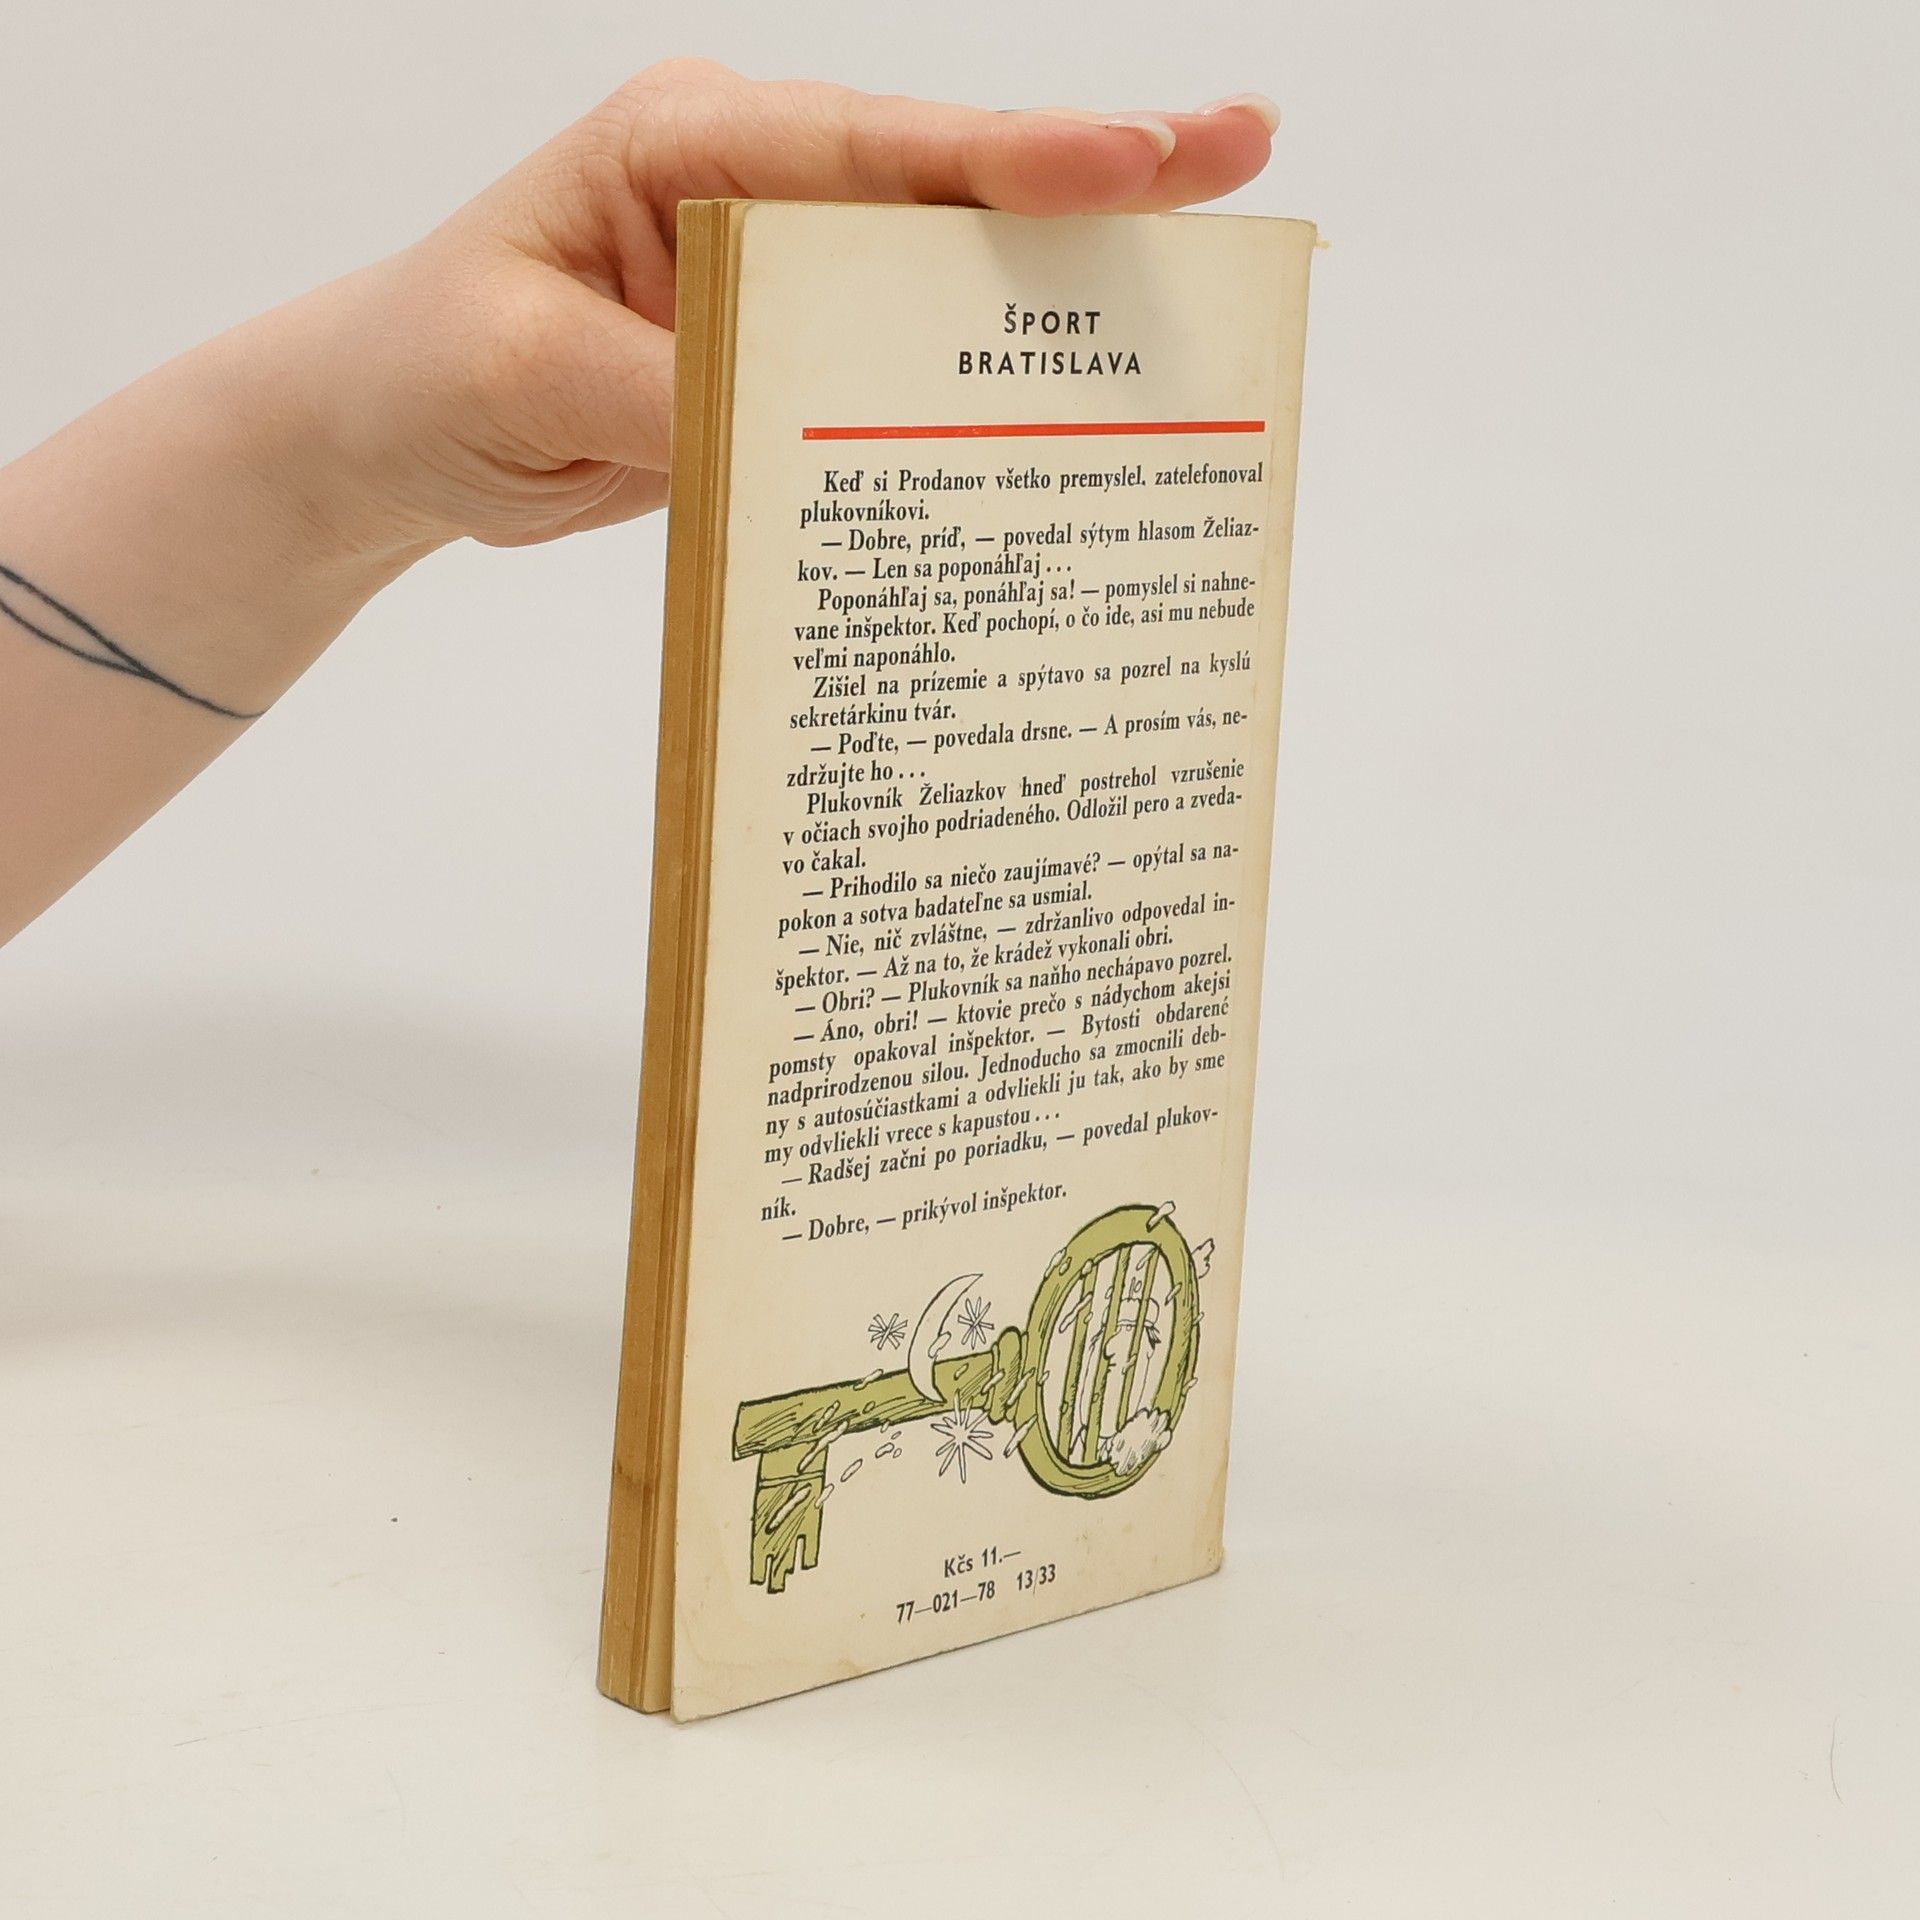 ŠPORT
BRATISLAVA
Keď si Prodanov všetko premyslel, zatelefonoval
plukovníkovi.
— Dobre, príď, — povedal sýtym hlasom Želiaz-
kov. — Len sa poponáhľaj . . .
Poponáhľaj sa, ponáhľaj sa! — pomyslel si nahne-
vane inšpektor. Keď pochopí, o čo ide, asi mu nebude
veľmi naponáhlo.
Zišiel na prízemie a spýtavo sa pozrel na kyslú
sekretárkinu tvár.
— Poďte, — povedala drsne. — A prosím vás, ne-
zdržujte ho . . .
Plukovník Želiazkov hneď postrehol vzrušenie
v očiach svojho podriadeného. Odložil pero a zveda-
vo čakal.
— Prihodilo sa niečo zaujímavé? — opýtal sa na-
pokon a sotva badateľne sa usmial.
— Nie, nič zvláštne, — zdržanlivo odpovedal in-
špektor. — Až na to, že krádež vykonali obri.
— Obri? — Plukovník sa naňho nechápavo pozrel.
— Áno, obri! — ktovie prečo s nádychom akejsi
pomsty opakoval inšpektor. — Bytosti obdarené
nadprirodzenou silou. Jednoducho sa zmocnili deb-
ny s autosúčiastkami a odvliekli ju tak, ako by sme
my odvliekli vrece s kapustou . . .
— Radšej začni po poriadku, — povedal plukov-
ník.
— Dobre, — prikývol inšpektor.
Kčs 11.—
77—021—78 13/33